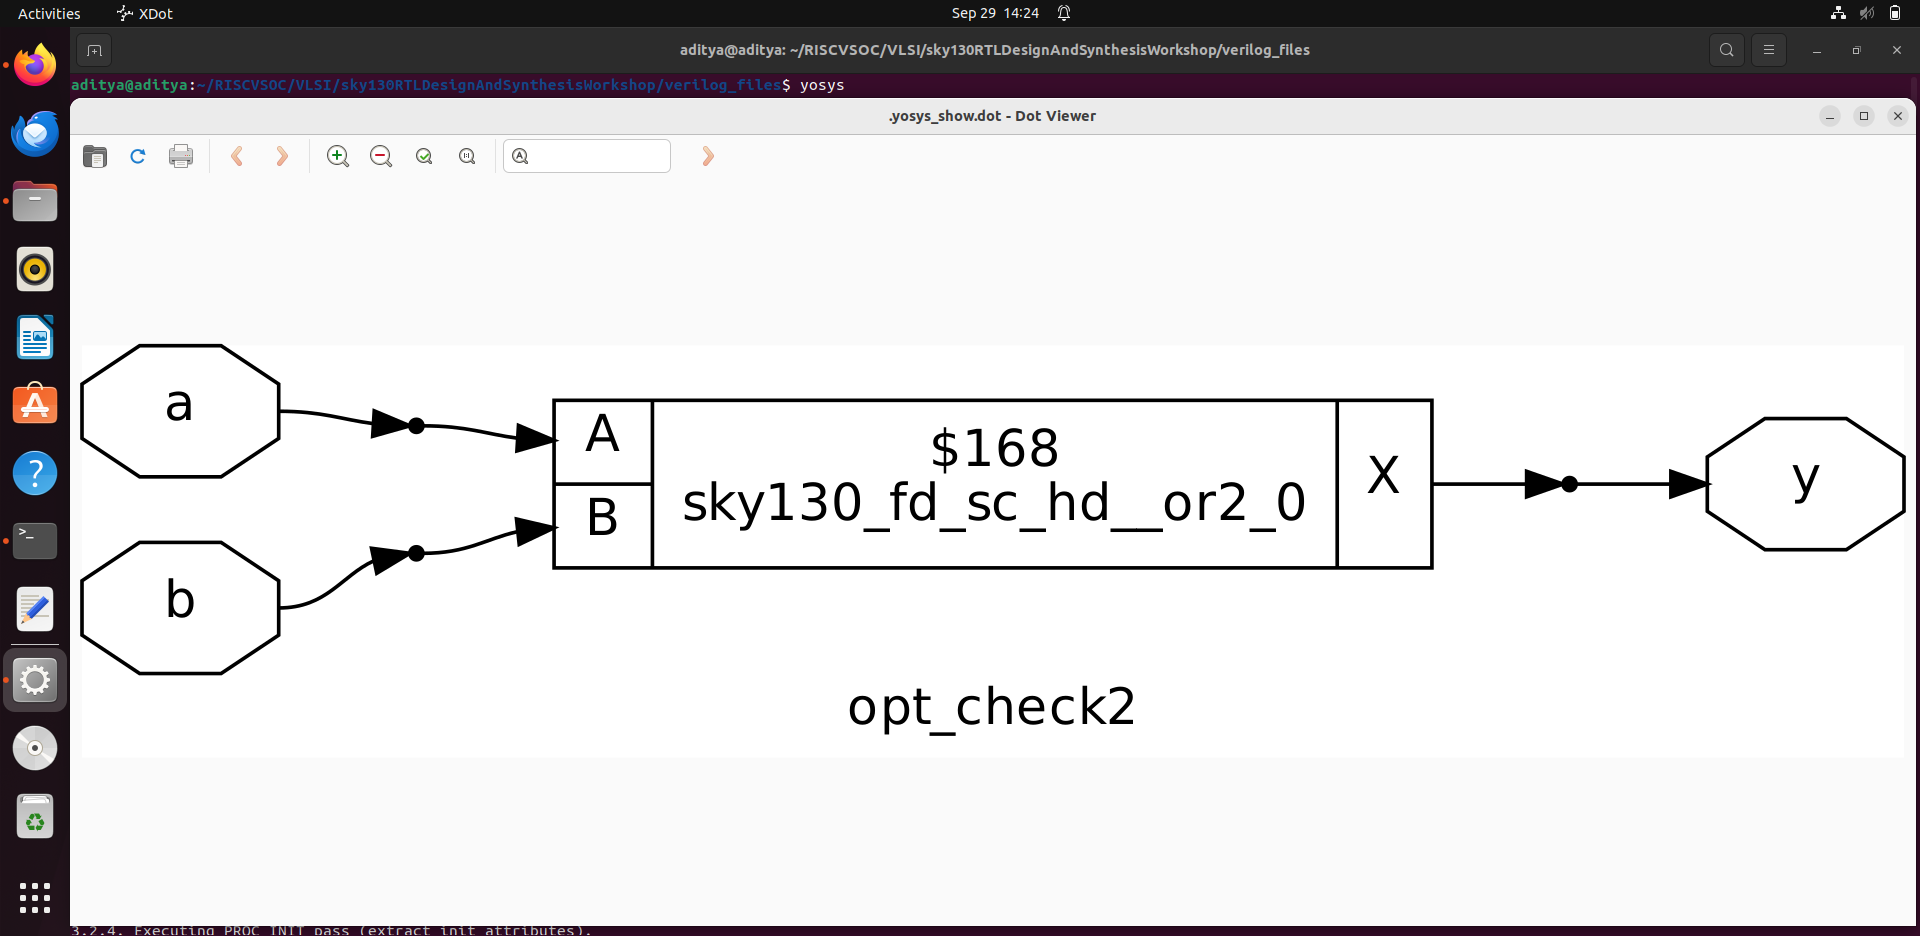 Activities XDot Sep 29 14:24
aditya@aditya: ~/RISCVSOC/VLSI/sky130RTLDesignAndSynthesisWorkshop/verilog_files
aditya@aditya:~/RISCVSOC/VLSI/sky130RTLDesignAndSynthesisWorkshop/verilog_files$ yosys
.yosys_show.dot - Dot Viewer
a
b
A
B
$168
sky130_fd_sc_hd__or2_0
X
y
opt_check2
3.2.4. Executing PROC_INIT pass (extract init attributes).